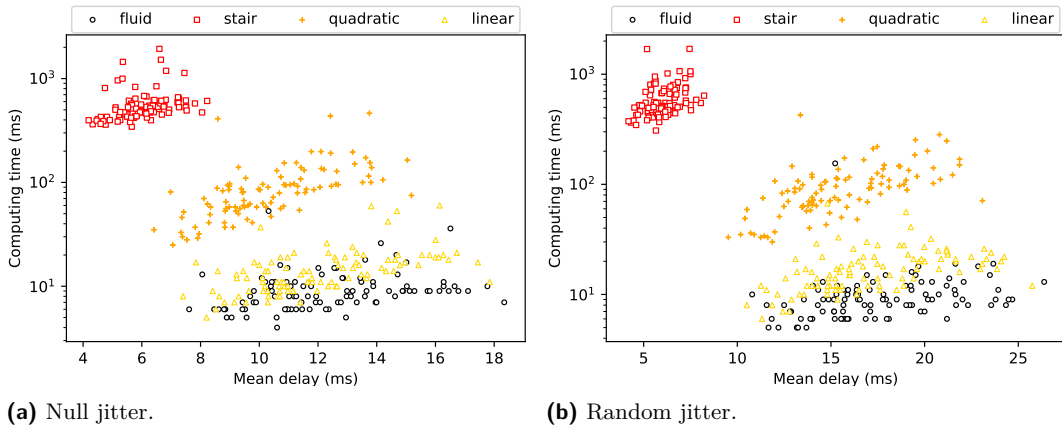 fluid stair quadratic linear
fluid stair quadratic linear
Computing time (ms)
10³
10²
10¹
4 6 8 10 12 14 16 18
Mean delay (ms)
Computing time (ms)
10³
10²
10¹
5 10 15 20 25
Mean delay (ms)
(a) Null jitter.
(b) Random jitter.